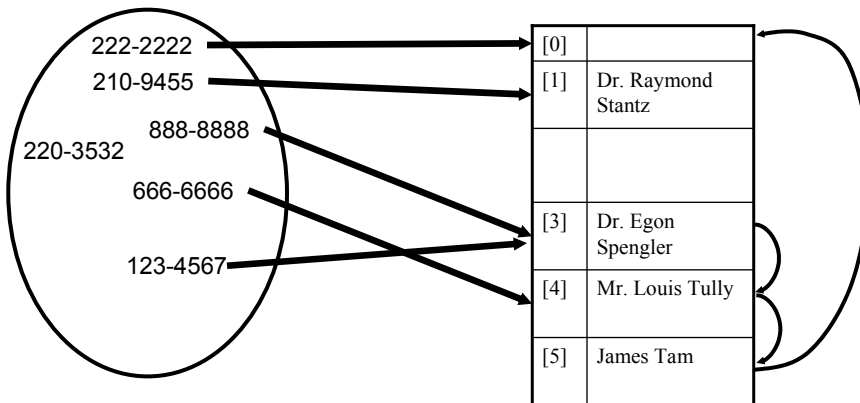 222-2222
210-9455
888-8888
220-3532
666-6666
123-4567
[0]
[1] Dr. Raymond
Stantz
[3] Dr. Egon
Spengler
[4] Mr. Louis Tully
[5] James Tam